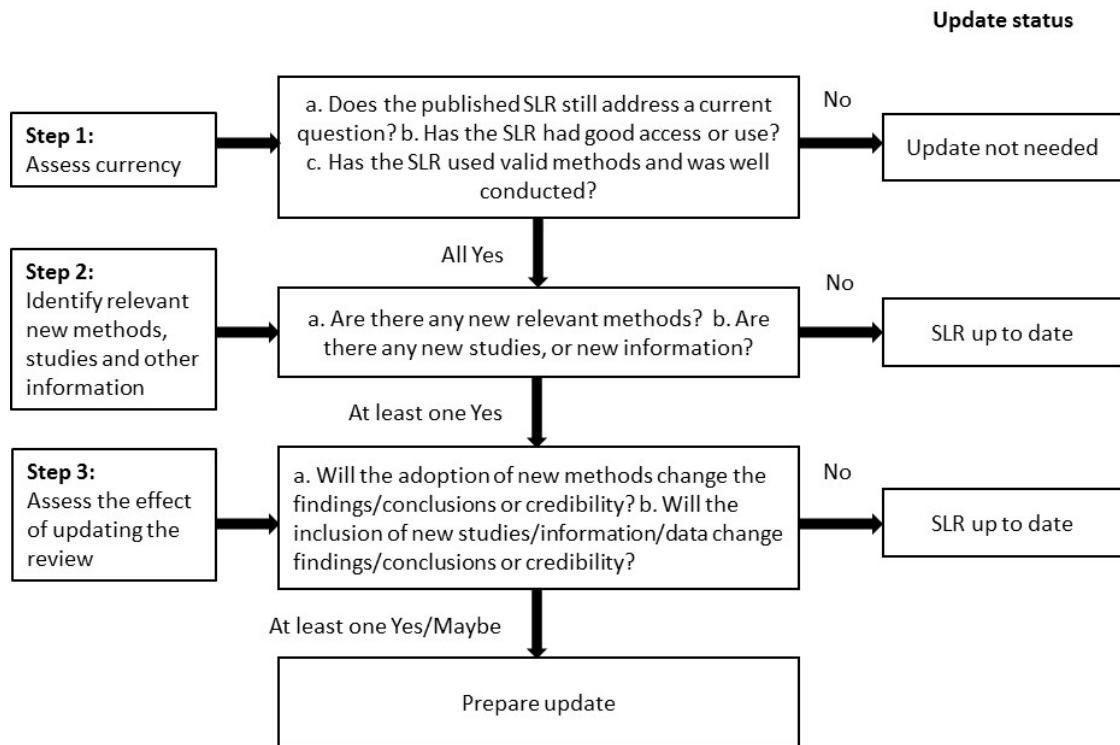 Update status
Step 1:
Assess currency
a. Does the published SLR still address a current
question? b. Has the SLR had good access or use?
c. Has the SLR used valid methods and was well
conducted?
No
Update not needed
All Yes
Step 2:
Identify relevant
new methods,
studies and other
information
a. Are there any new relevant methods?  b. Are
there any new studies, or new information?
No
SLR up to date
At least one Yes
Step 3:
Assess the effect
of updating the
review
a. Will the adoption of new methods change the
findings/conclusions or credibility? b. Will the
inclusion of new studies/information/data change
findings/conclusions or credibility?
No
SLR up to date
At least one Yes/Maybe
Prepare update